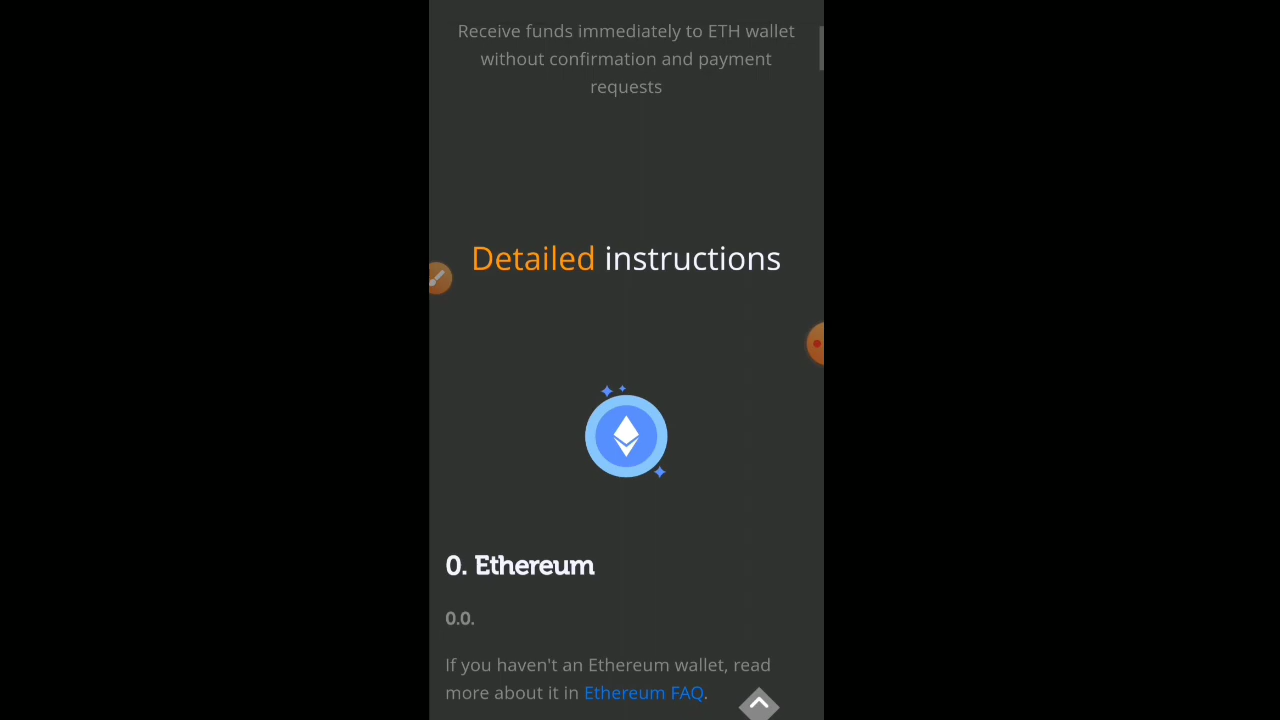 Receive funds immediately to ETH wallet
without confirmation and payment
requests
Detailed instructions
0. Ethereum
0.0.
If you haven't an Ethereum wallet, read
more about it in Ethereum FAQ.